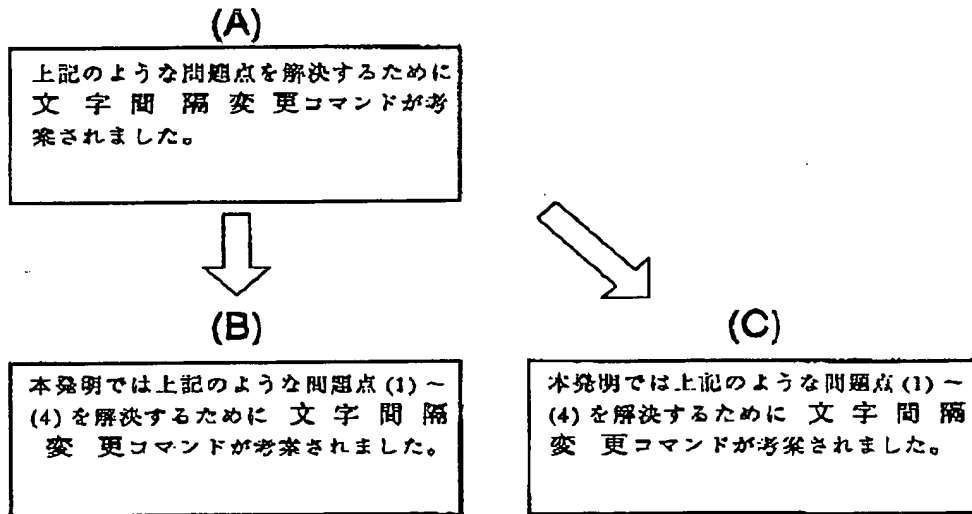 (A)
上記のような問題点を解決するために
文 字 間 隔 変 更コマンドが考
案されました。
(B)
本発明では上記のような問題点(1)～
(4)を解決するために 文 字 間 隔
変 更コマンドが考案されました。
(C)
本発明では上記のような問題点(1)～
(4)を解決するために 文 字 間 隔
変 更コマンドが考案されました。